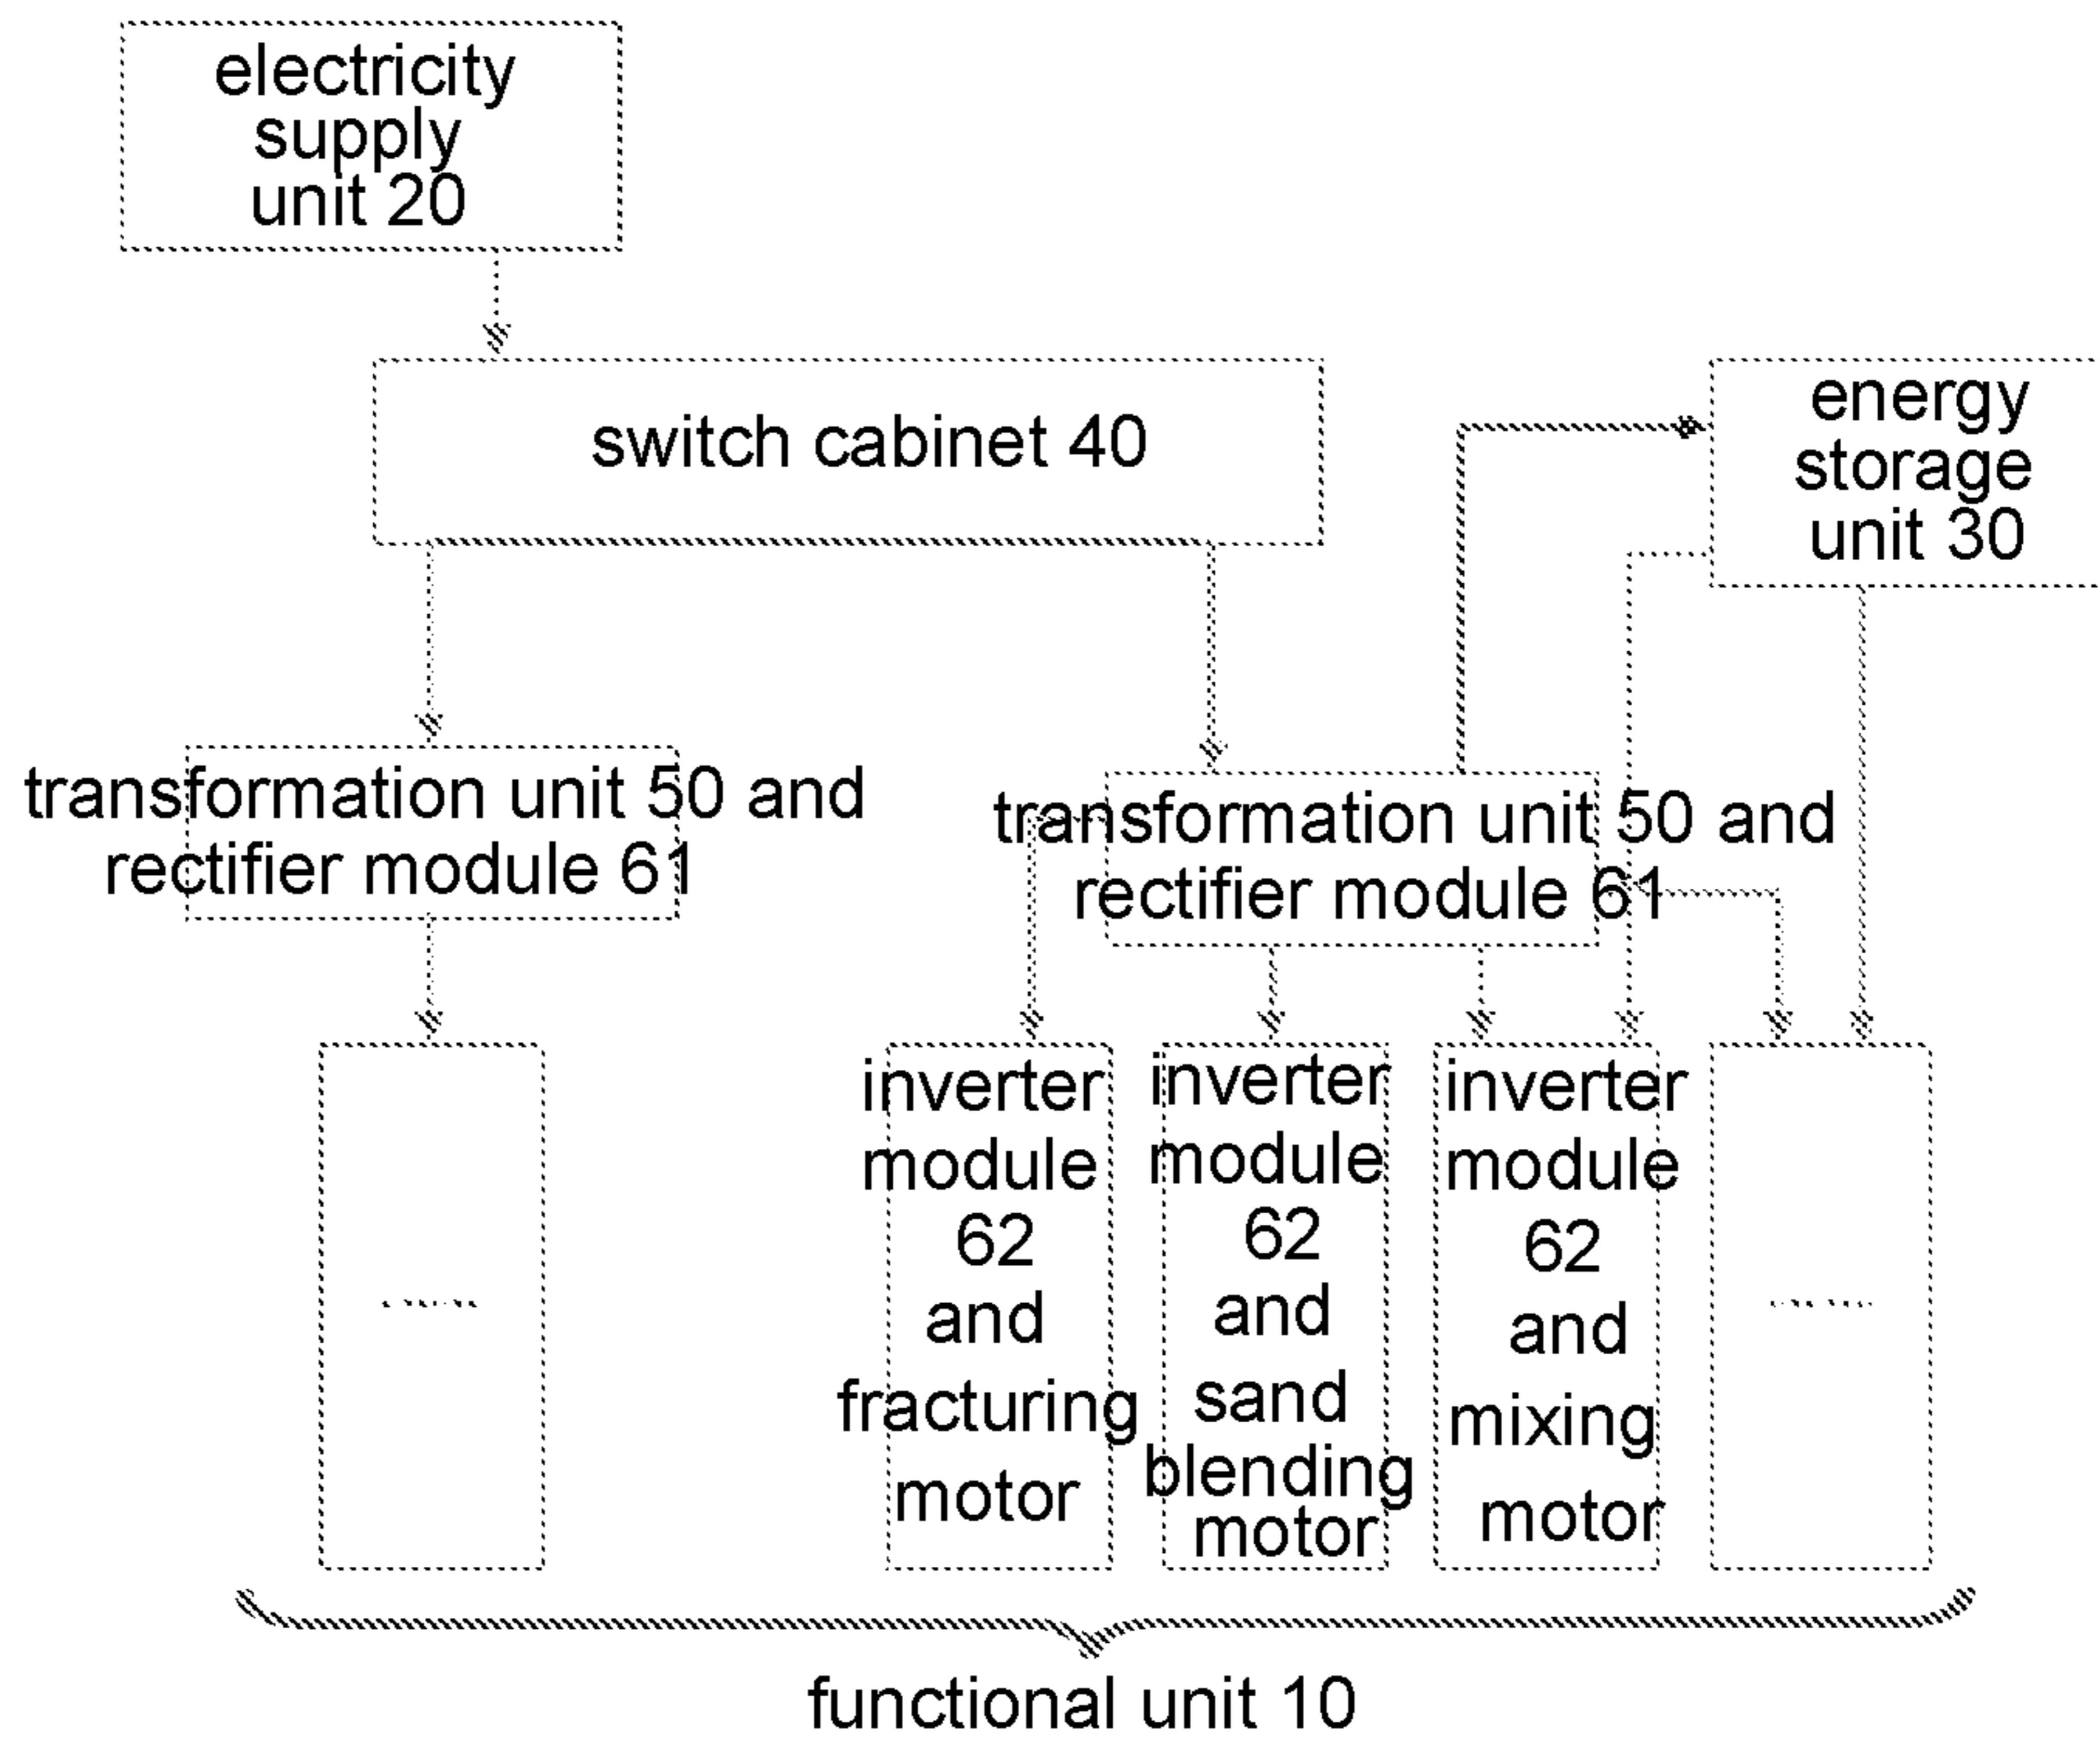 electricity
supply
unit 20
switch cabinet 40
energy
storage
unit 30
transformation unit 50 and
rectifier module 61
transformation unit 50 and
rectifier module 61
inverter
module
62
and
fracturing
motor
inverter
module
62
and
sand
blending
motor
inverter
module
62
and
mixing
motor
functional unit 10